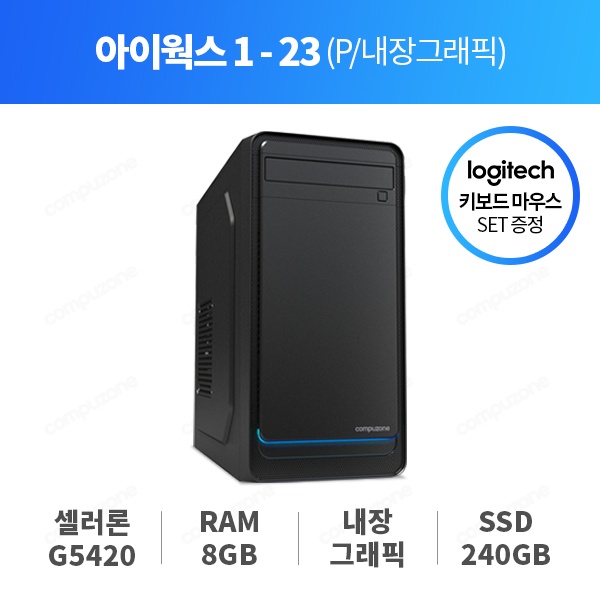 아이웍스 1 - 23 (P/내장그래픽)
logitech
키보드 마우스
SET 증정
compuzone
셀러론
G5420
RAM
8GB
내장
그래픽
SSD
240GB